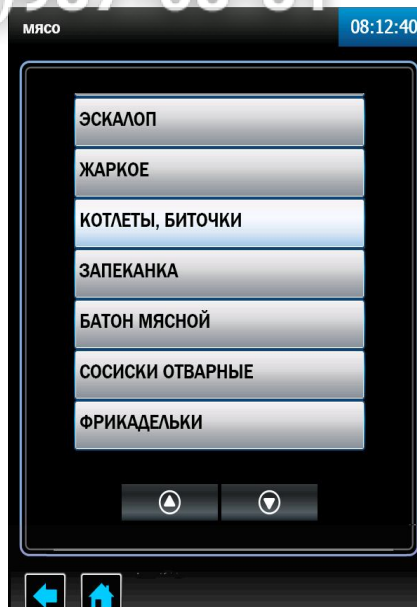 мясо
08:12:40
ЭСКАЛОП
ЖАРКОЕ
КОТЛЕТЫ, БИТОЧКИ
ЗАПЕКАНКА
БАТОН МЯСНОЙ
СОСИСКИ ОТВАРНЫЕ
ФРИКАДЕЛЬКИ